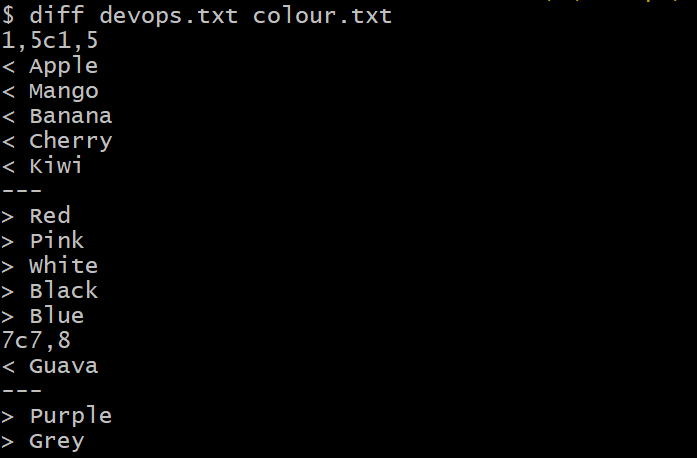 $ diff devops.txt colour.txt
1,5c1,5
< Apple
< Mango
< Banana
< Cherry
< Kiwi
---
> Red
> Pink
> White
> Black
> Blue
7c7,8
< Guava
---
> Purple
> Grey